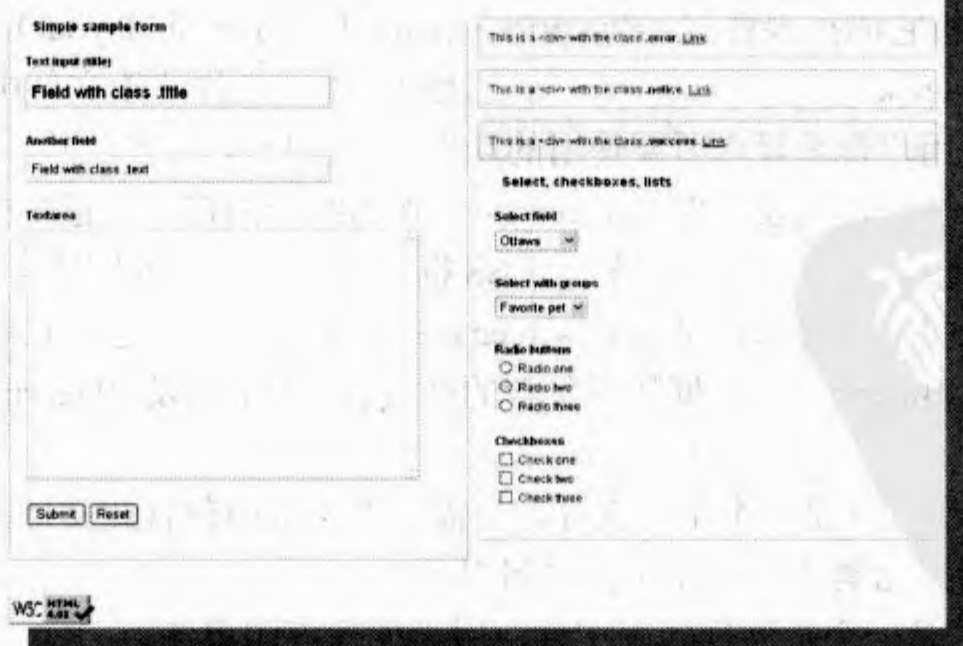 Simple sample form
Text input (title)
Field with class .title
Another field
Field with class .text
Textarea
Submit Reset
This is a <div> with the class .error. Link.
This is a <div> with the class .notice. Link.
This is a <div> with the class .success. Link.
Select, checkboxes, lists
Select field
Ottawa
Select with groups
Favorite pet
Radio buttons
Radio one
Radio two
Radio three
Checkboxes
Check one
Check two
Check three
W3C HTML 4.01